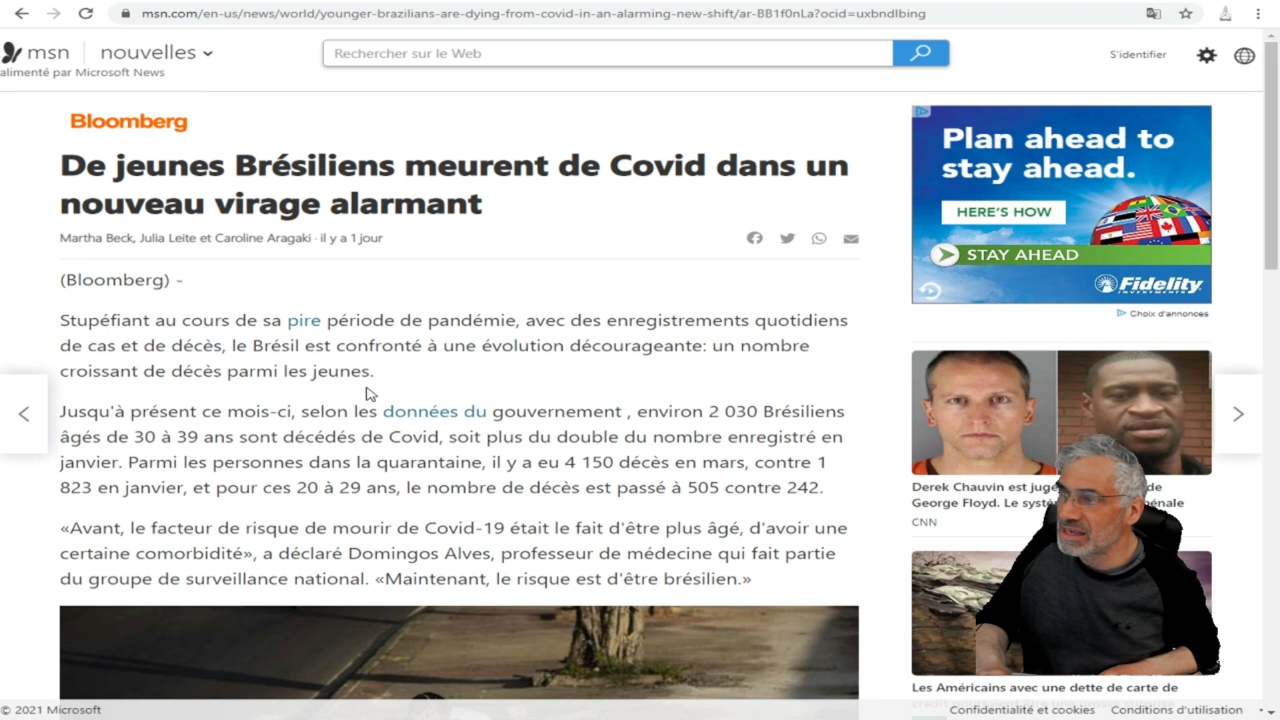 msn.com/en-us/news/world/younger-brazilians-are-dying-from-covid-in-an-alarming-new-shift/ar-BB1f0nLa?ocid=uxbndlbing
msn nouvelles
Rechercher sur le Web
S'identifier
alimenté par Microsoft News
Bloomberg
De jeunes Brésiliens meurent de Covid dans un
nouveau virage alarmant
Martha Beck, Julia Leite et Caroline Aragaki · il y a 1 jour
(Bloomberg) -
Stupéfiant au cours de sa pire période de pandémie, avec des enregistrements quotidiens
de cas et de décès, le Brésil est confronté à une évolution décourageante: un nombre
croissant de décès parmi les jeunes.
Jusqu'à présent ce mois-ci, selon les données du gouvernement , environ 2 030 Brésiliens
âgés de 30 à 39 ans sont décédés de Covid, soit plus du double du nombre enregistré en
janvier. Parmi les personnes dans la quarantaine, il y a eu 4 150 décès en mars, contre 1
823 en janvier, et pour ces 20 à 29 ans, le nombre de décès est passé à 505 contre 242.
«Avant, le facteur de risque de mourir de Covid-19 était le fait d'être plus âgé, d'avoir une
certaine comorbidité», a déclaré Domingos Alves, professeur de médecine qui fait partie
du groupe de surveillance national. «Maintenant, le risque est d'être brésilien.»
Plan ahead to
stay ahead.
HERE'S HOW
STAY AHEAD
Fidelity
INVESTMENTS
Choix d'annonces
Derek Chauvin est de
George Floyd. Le
CNN
Les Américains avec une dette de carte de
© 2021 Microsoft
Confidentialité et cookies Conditions d'utilisation